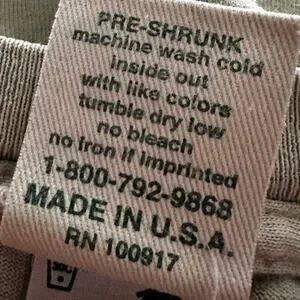 PRE-SHRUNK
machine wash cold
inside out
with like colors
tumble dry low
no bleach
no iron if imprinted
1-800-792-9868
MADE IN U.S.A.
RN 100917